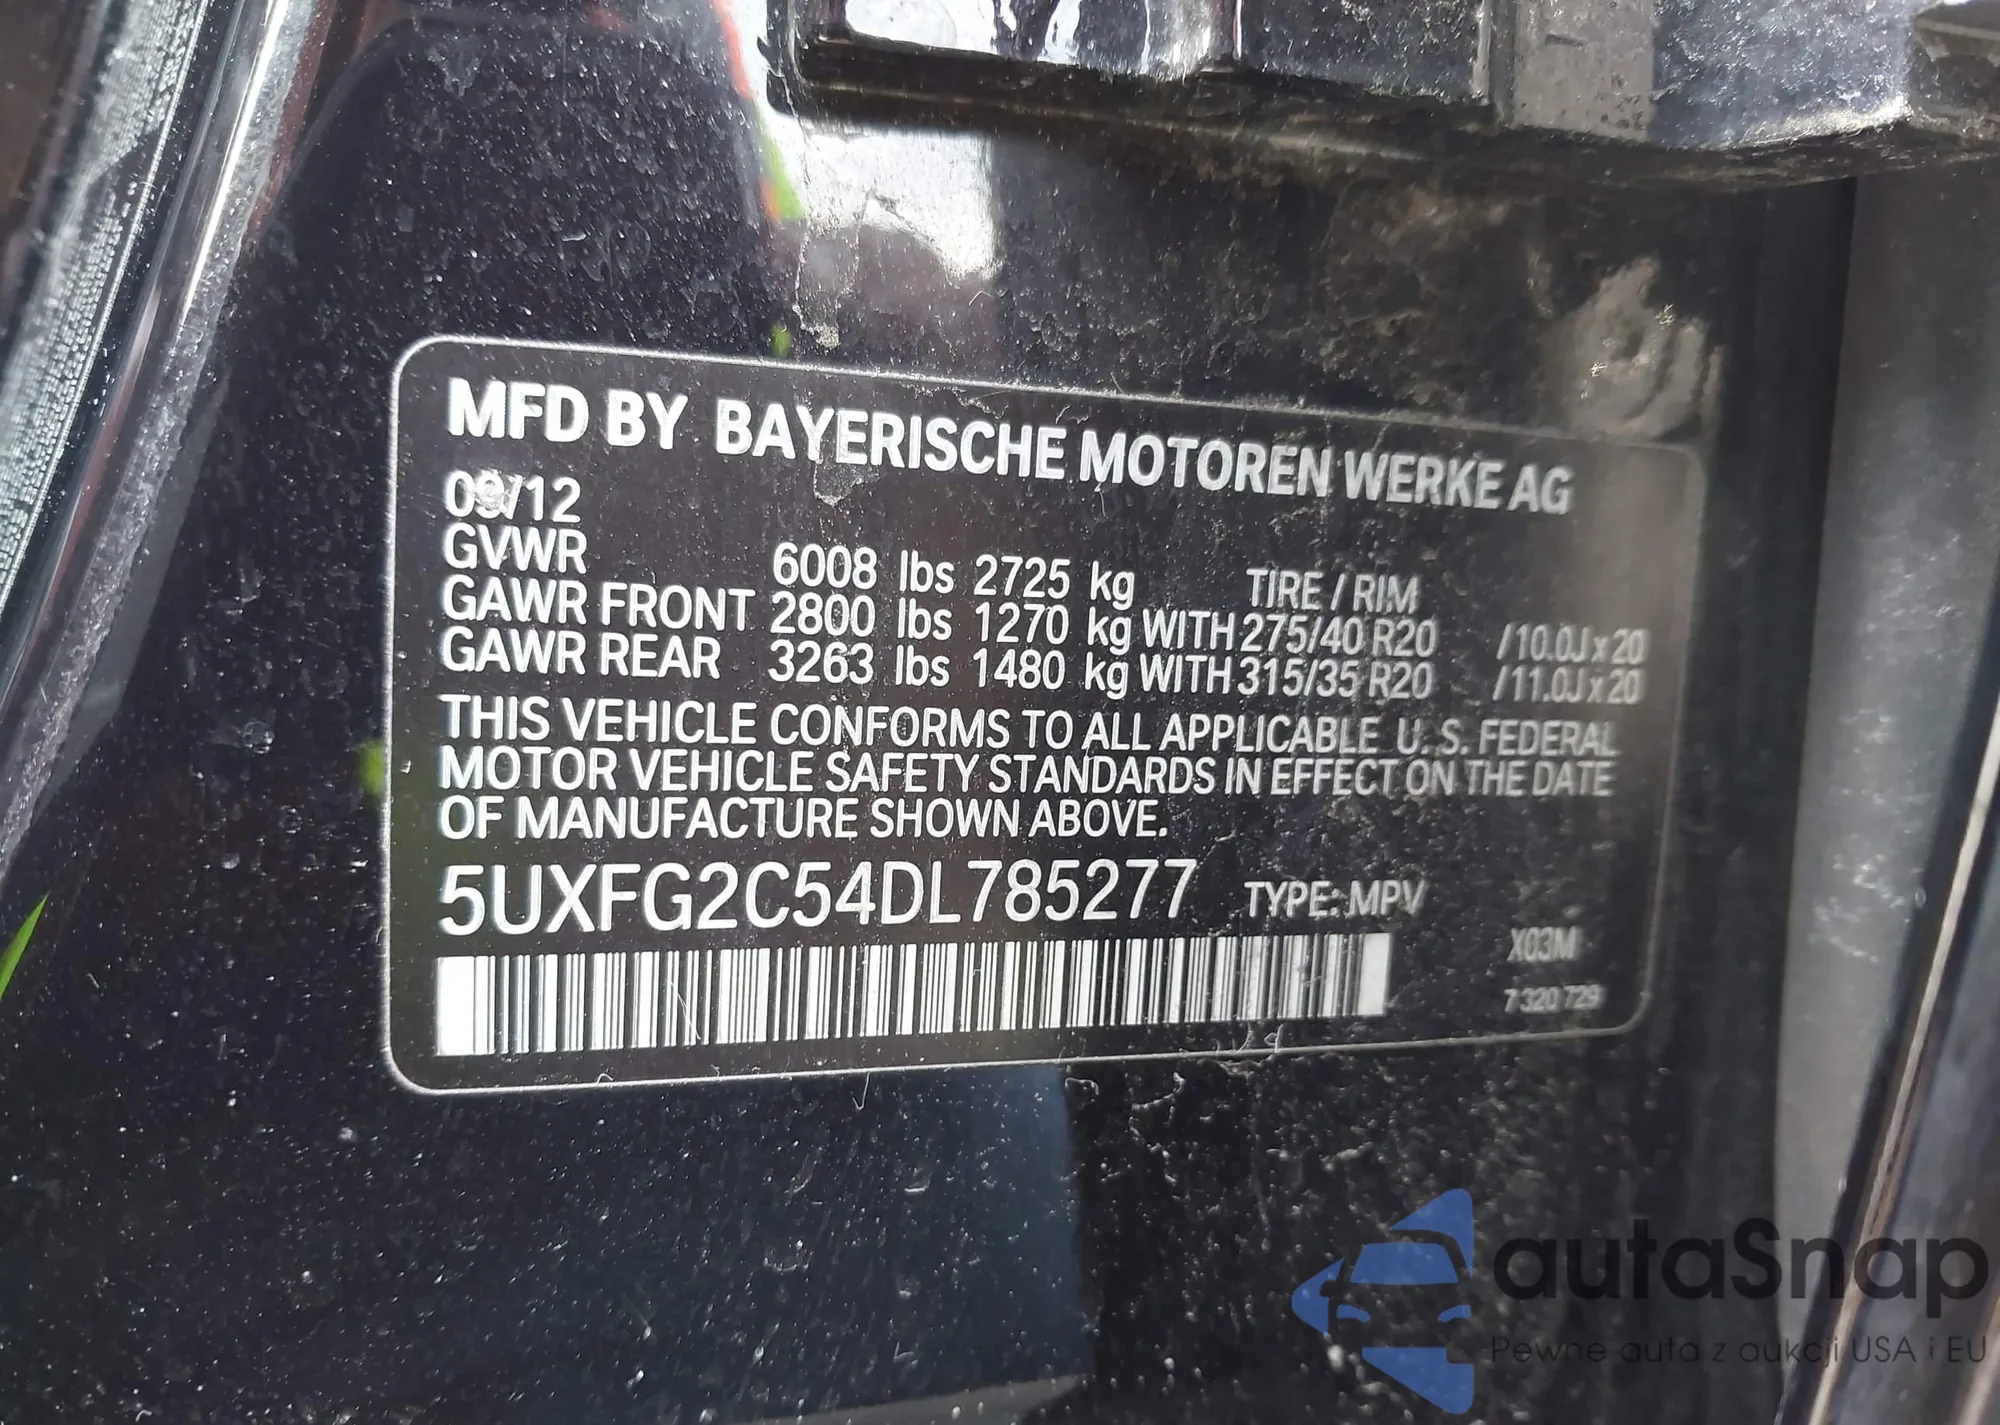 MFD BY BAYERISCHE MOTOREN WERKE AG
09/12
GVWR 6008 lbs 2725 kg TIRE / RIM
GAWR FRONT 2800 lbs 1270 kg WITH 275/40 R20 /10.0J x 20
GAWR REAR 3263 lbs 1480 kg WITH 315/35 R20 /11.0J x 20
THIS VEHICLE CONFORMS TO ALL APPLICABLE U. S. FEDERAL
MOTOR VEHICLE SAFETY STANDARDS IN EFFECT ON THE DATE
OF MANUFACTURE SHOWN ABOVE.
5UXFG2C54DL785277 TYPE: MPV
X03M
7 320 729
autaSnap
Pewne auta z aukcji USA i EU